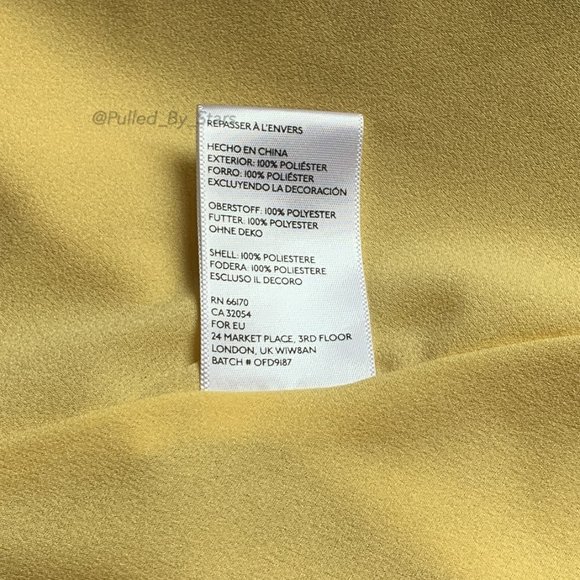 @Pulled_By_Stars
REPASSER À L'ENVERS
HECHO EN CHINA
EXTERIOR: 100% POLIÉSTER
FORRO: 100% POLIÉSTER
EXCLUYENDO LA DECORACIÓN
OBERSTOFF: 100% POLYESTER
FUTTER: 100% POLYESTER
OHNE DEKO
SHELL: 100% POLIESTERE
FODERA: 100% POLIESTERE
ESCLUSO IL DECORO
RN 66170
CA 32054
FOR EU
24 MARKET PLACE, 3RD FLOOR
LONDON, UK W1W8AN
BATCH # OFD9187